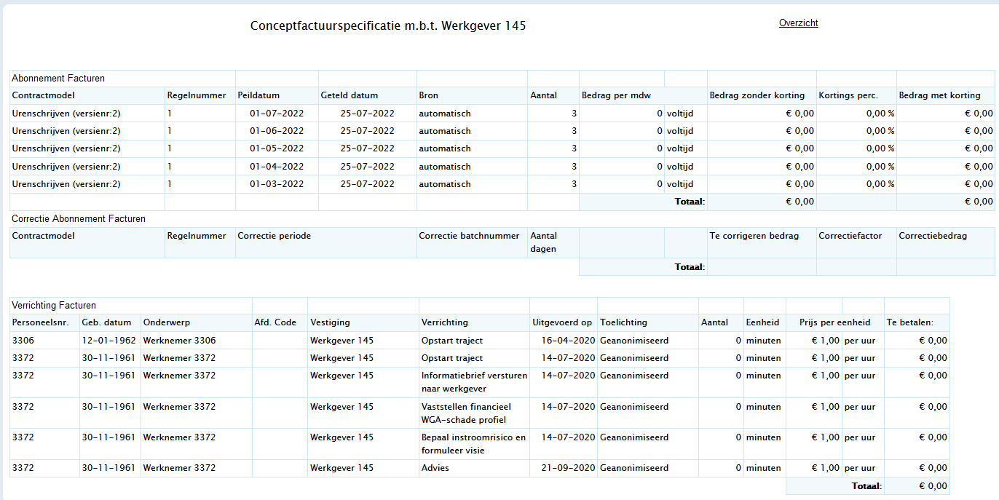 Conceptfactuurspecificatie m.b.t. Werkgever 145
Overzicht
Abonnement Facturen
Contractmodel Regelnummer Peildatum Geteld datum Bron Aantal Bedrag per mdw Bedrag zonder korting Kortings perc. Bedrag met korting
Urenschrijven (versienr:2) 1 01-07-2022 25-07-2022 automatisch 3 0 voltijd € 0,00 0,00 % € 0,00
Urenschrijven (versienr:2) 1 01-06-2022 25-07-2022 automatisch 3 0 voltijd € 0,00 0,00 % € 0,00
Urenschrijven (versienr:2) 1 01-05-2022 25-07-2022 automatisch 3 0 voltijd € 0,00 0,00 % € 0,00
Urenschrijven (versienr:2) 1 01-04-2022 25-07-2022 automatisch 3 0 voltijd € 0,00 0,00 % € 0,00
Urenschrijven (versienr:2) 1 01-03-2022 25-07-2022 automatisch 3 0 voltijd € 0,00 0,00 % € 0,00
Totaal: € 0,00 € 0,00
Correctie Abonnement Facturen
Contractmodel Regelnummer Correctie periode Correctie batchnummer Aantal Te corrigeren bedrag Correctiefactor Correctiebedrag
dagen
Totaal:
Verrichting Facturen
Personeelsnr. Geb. datum Onderwerp Afd. Code Vestiging Verrichting Uitgevoerd op Toelichting Aantal Eenheid Prijs per eenheid Te betalen:
3306 12-01-1962 Werknemer 3306 Werkgever 145 Opstart traject 16-04-2020 Geanonimiseerd 0 minuten € 1,00 per uur € 0,00
3372 30-11-1961 Werknemer 3372 Werkgever 145 Opstart traject 14-07-2020 Geanonimiseerd 0 minuten € 1,00 per uur € 0,00
3372 30-11-1961 Werknemer 3372 Werkgever 145 Informatiebrief versturen 14-07-2020 Geanonimiseerd 0 minuten € 1,00 per uur € 0,00
naar werkgever
3372 30-11-1961 Werknemer 3372 Werkgever 145 Vaststellen financieel 14-07-2020 Geanonimiseerd 0 minuten € 1,00 per uur € 0,00
WGA-schade profiel
3372 30-11-1961 Werknemer 3372 Werkgever 145 Bepaal instroomrisico en 14-07-2020 Geanonimiseerd 0 minuten € 1,00 per uur € 0,00
formuleer visie
3372 30-11-1961 Werknemer 3372 Werkgever 145 Advies 21-09-2020 Geanonimiseerd 0 minuten € 1,00 per uur € 0,00
Totaal: € 0,00